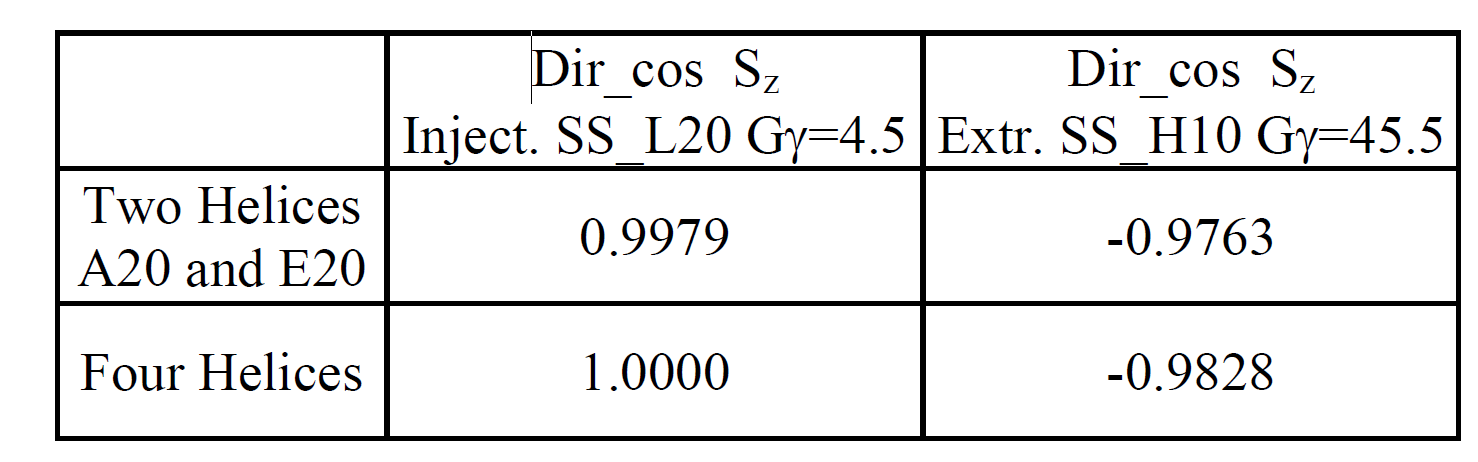 Dir_cos S_z
Inject. SS_L20 Gγ=4.5
Dir_cos S_z
Extr. SS_H10 Gγ=45.5
Two Helices
A20 and E20
0.9979
-0.9763
Four Helices
1.0000
-0.9828